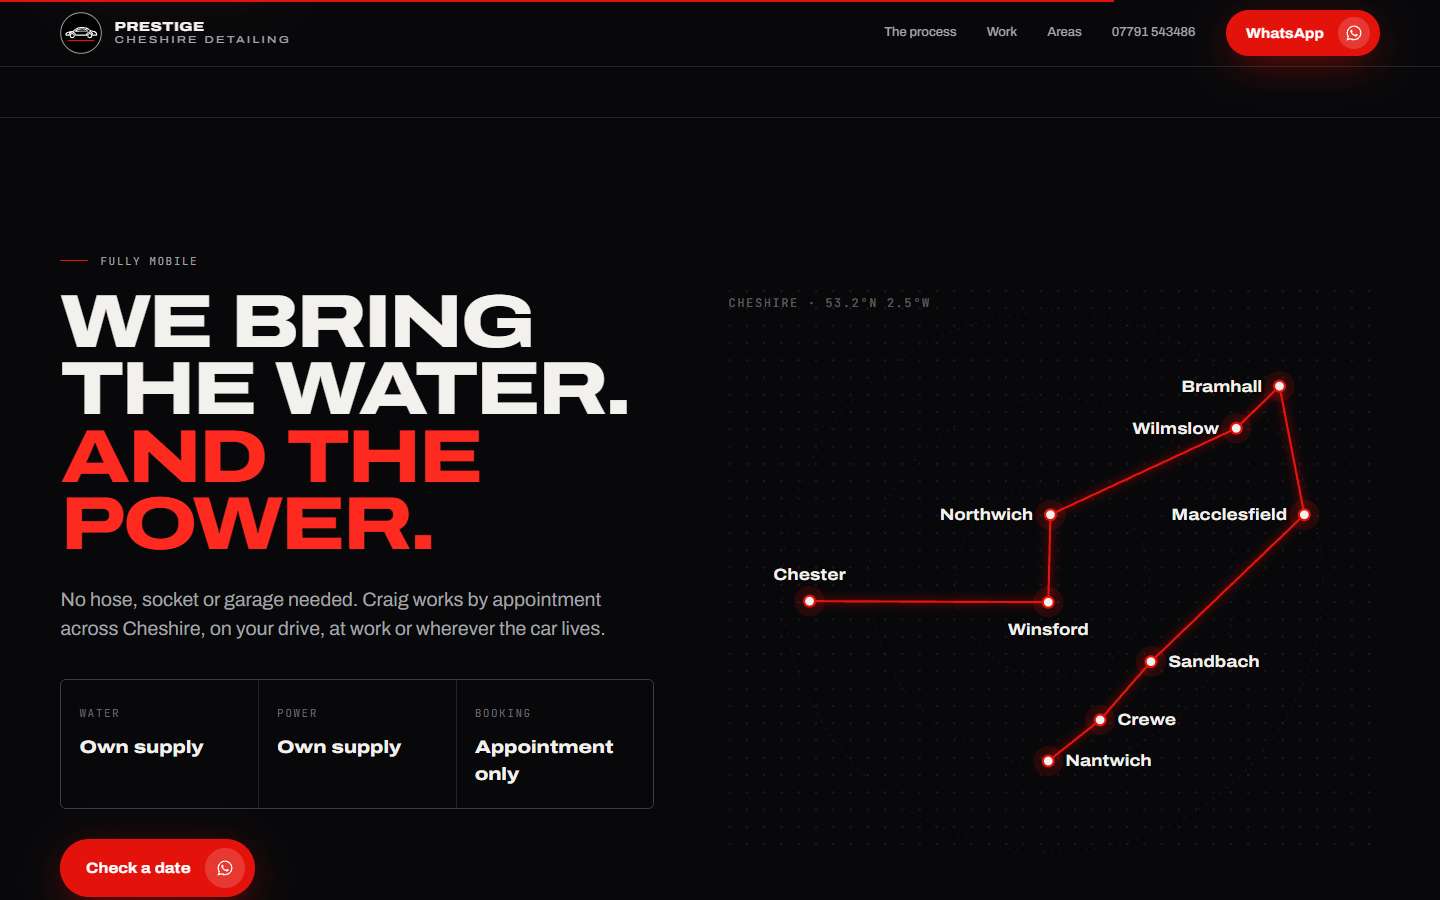 PRESTIGE
CHESHIRE DETAILING
The process
Work
Areas
07791 543486
WhatsApp
FULLY MOBILE
WE BRING
THE WATER.
AND THE
POWER.
No hose, socket or garage needed. Craig works by appointment
across Cheshire, on your drive, at work or wherever the car lives.
WATER
Own supply
POWER
Own supply
BOOKING
Appointment
only
Check a date
CHESHIRE · 53.2°N 2.5°W
Bramhall
Wilmslow
Northwich
Macclesfield
Chester
Winsford
Sandbach
Crewe
Nantwich